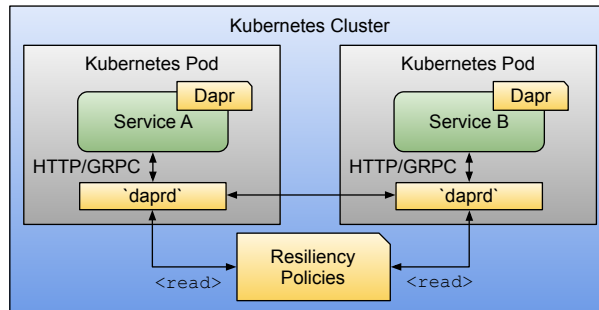 Kubernetes Cluster
Kubernetes Pod
Dapr
Service A
HTTP/GRPC
`daprd`
Kubernetes Pod
Dapr
Service B
HTTP/GRPC
`daprd`
Resiliency
Policies
<read>
<read>